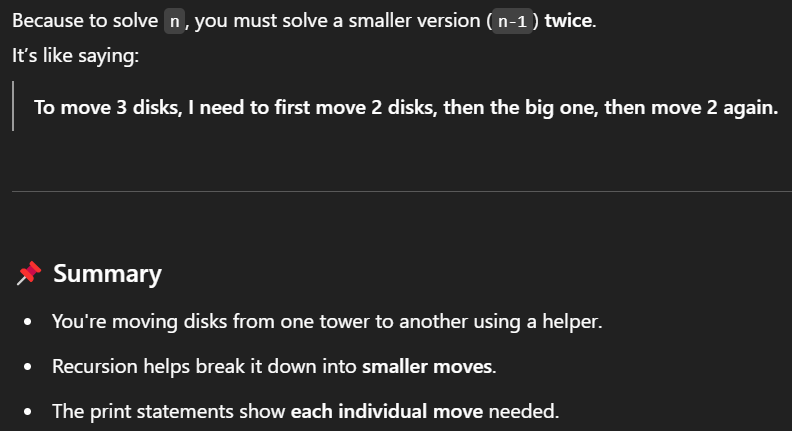 Because to solve n, you must solve a smaller version (n-1) twice.
It's like saying:
To move 3 disks, I need to first move 2 disks, then the big one, then move 2 again.
📌 Summary
• You're moving disks from one tower to another using a helper.
• Recursion helps break it down into smaller moves.
• The print statements show each individual move needed.